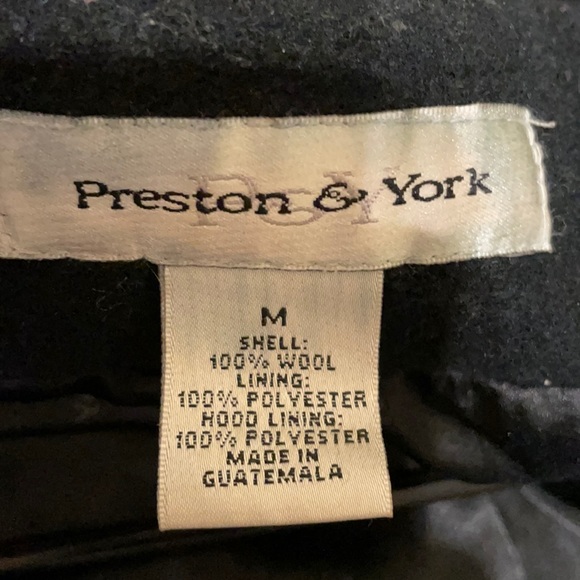 Preston & York
P&Y
M
SHELL:
100% WOOL
LINING:
100% POLYESTER
HOOD LINING:
100% POLYESTER
MADE IN
GUATEMALA